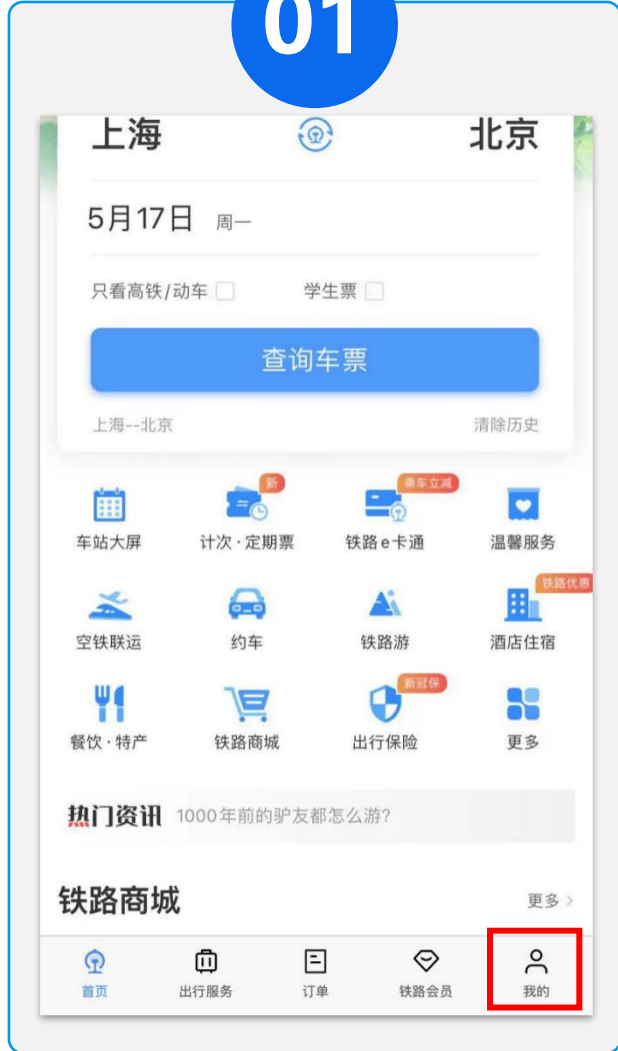 01
上海 北京
5月17日 周一
只看高铁/动车 学生票
查询车票
上海--北京 清除历史
新 乘车立减
车站大屏 计次·定期票 铁路e卡通 温馨服务
铁路优惠
空铁联运 约车 铁路游 酒店住宿
新冠保
餐饮·特产 铁路商城 出行保险 更多
热门资讯 1000年前的驴友都怎么游?
铁路商城 更多 >
首页 出行服务 订单 铁路会员 我的